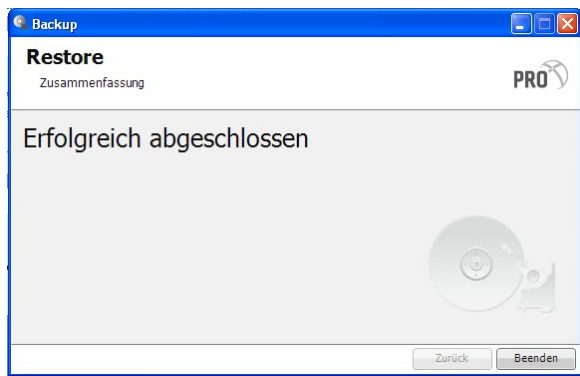 Backup
Restore
Zusammenfassung
PRO
Erfolgreich abgeschlossen
Zurück
Beenden